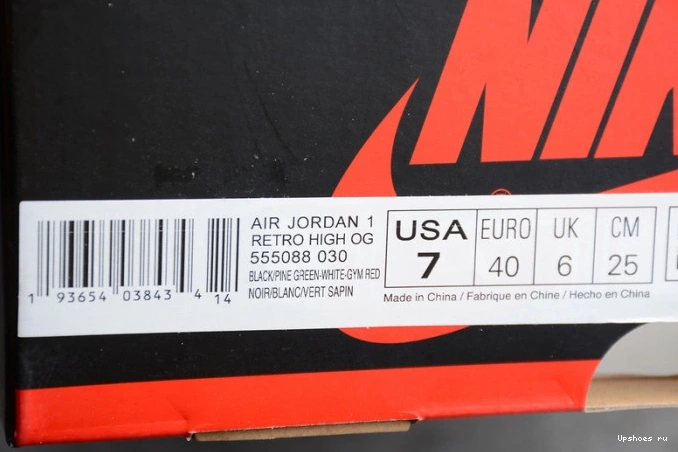 NIK
AIR JORDAN 1
RETRO HIGH OG
555088 030
BLACK/PINE GREEN-WHITE-GYM RED
NOIR/BLANC/VERT SAPIN
1 93654 03843 4 14
USA EURO UK CM
7 40 6 25
Made in China / Fabrique en Chine / Hecho en China
Upshoes ru